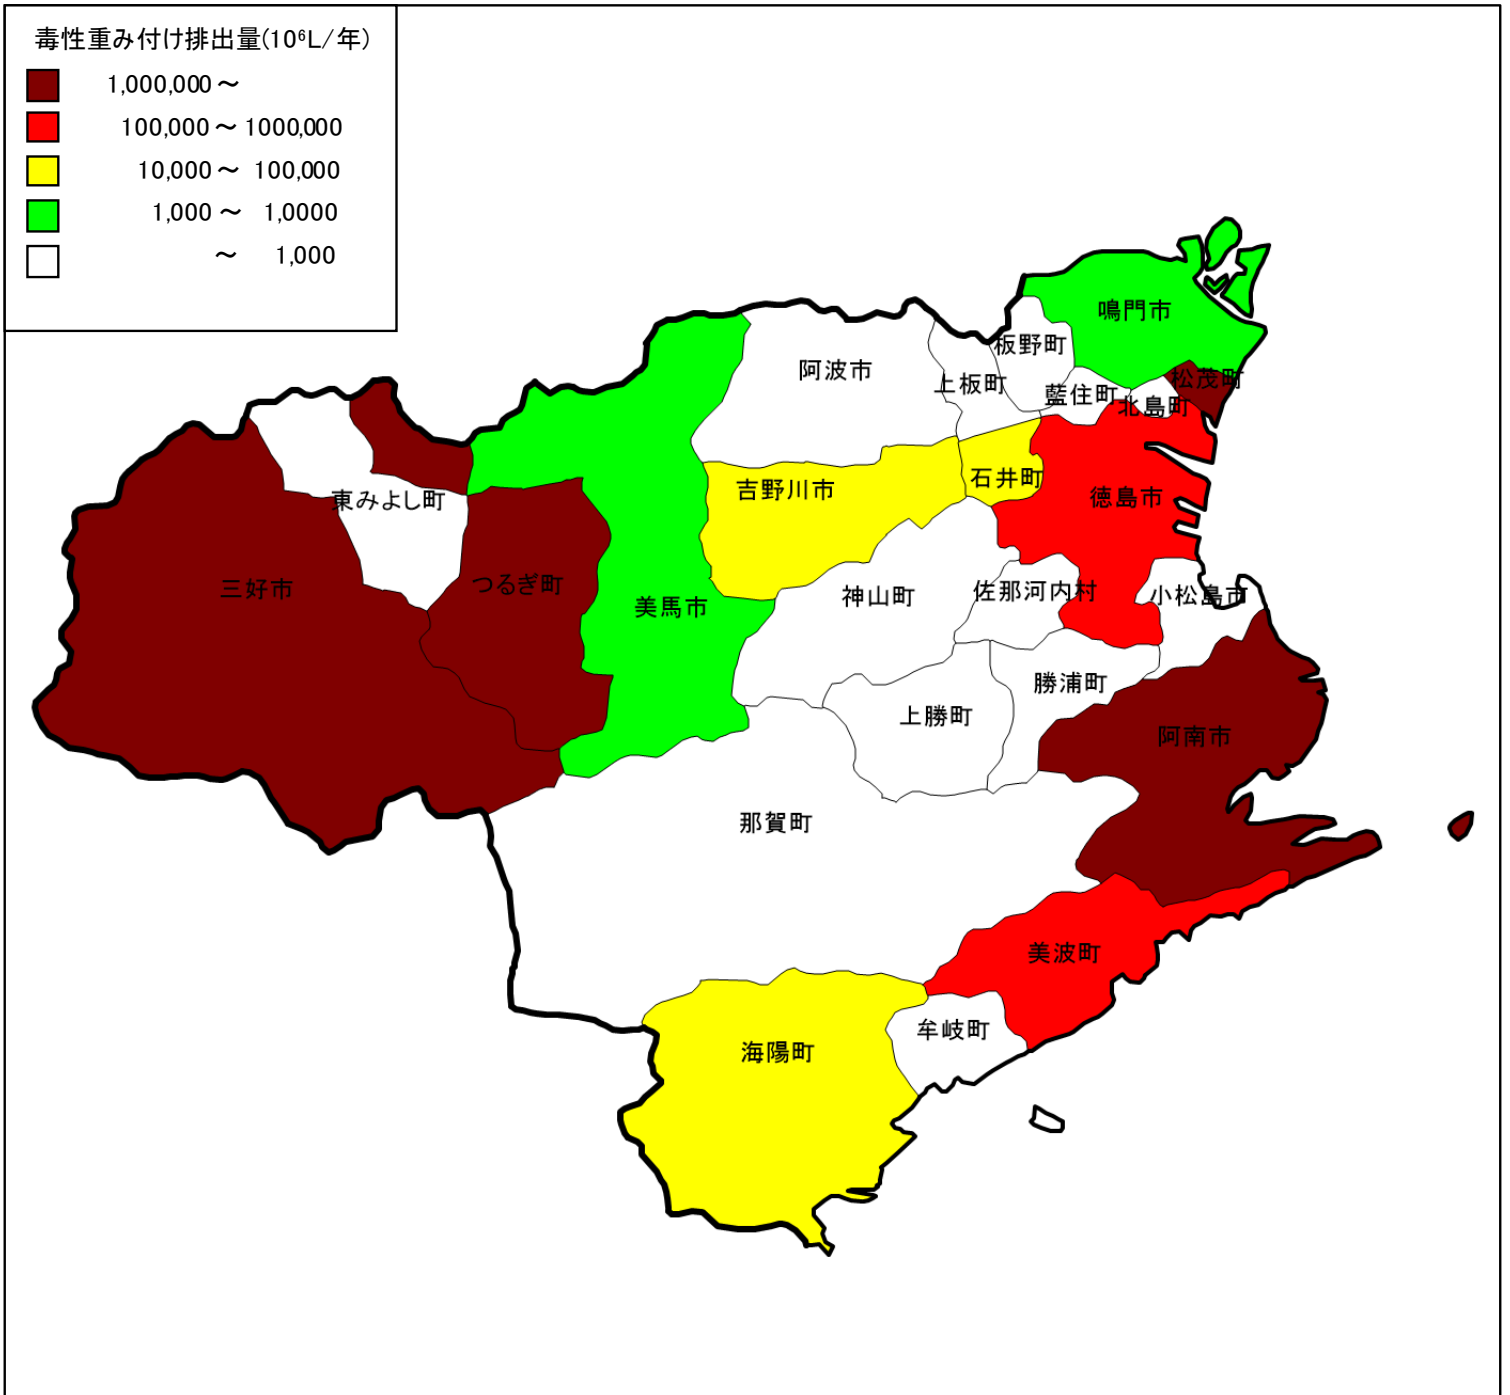 毒性重み付け排出量(10⁶L/年)
1,000,000～
100,000～1000,000
10,000～ 100,000
1,000～ 1,0000
～ 1,000
鳴門市
板野町
阿波市
上板町
藍住町
松茂町
北島町
吉野川市
石井町
徳島市
東みよし町
三好市
つるぎ町
美馬市
神山町
佐那河内村
小松島市
勝浦町
上勝町
阿南市
那賀町
美波町
牟岐町
海陽町